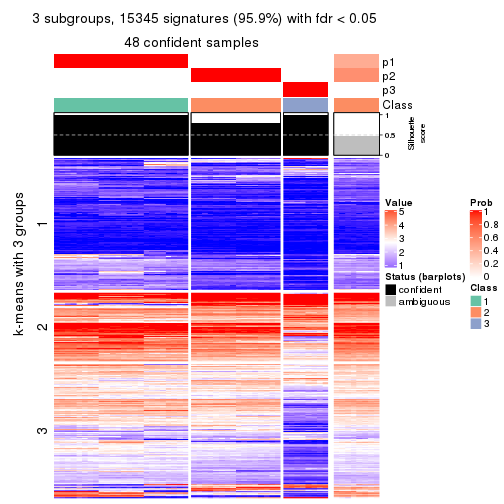 3 subgroups, 15345 signatures (95.9%) with fdr < 0.05
48 confident samples
p1
p2
p3
Class
1
0.5
0
Silhouette
score
k-means with 3 groups
1
2
3
Value
5
4
3
2
1
Status (barplots)
confident
ambiguous
Prob
1
0.8
0.6
0.4
0.2
0
Class
1
2
3